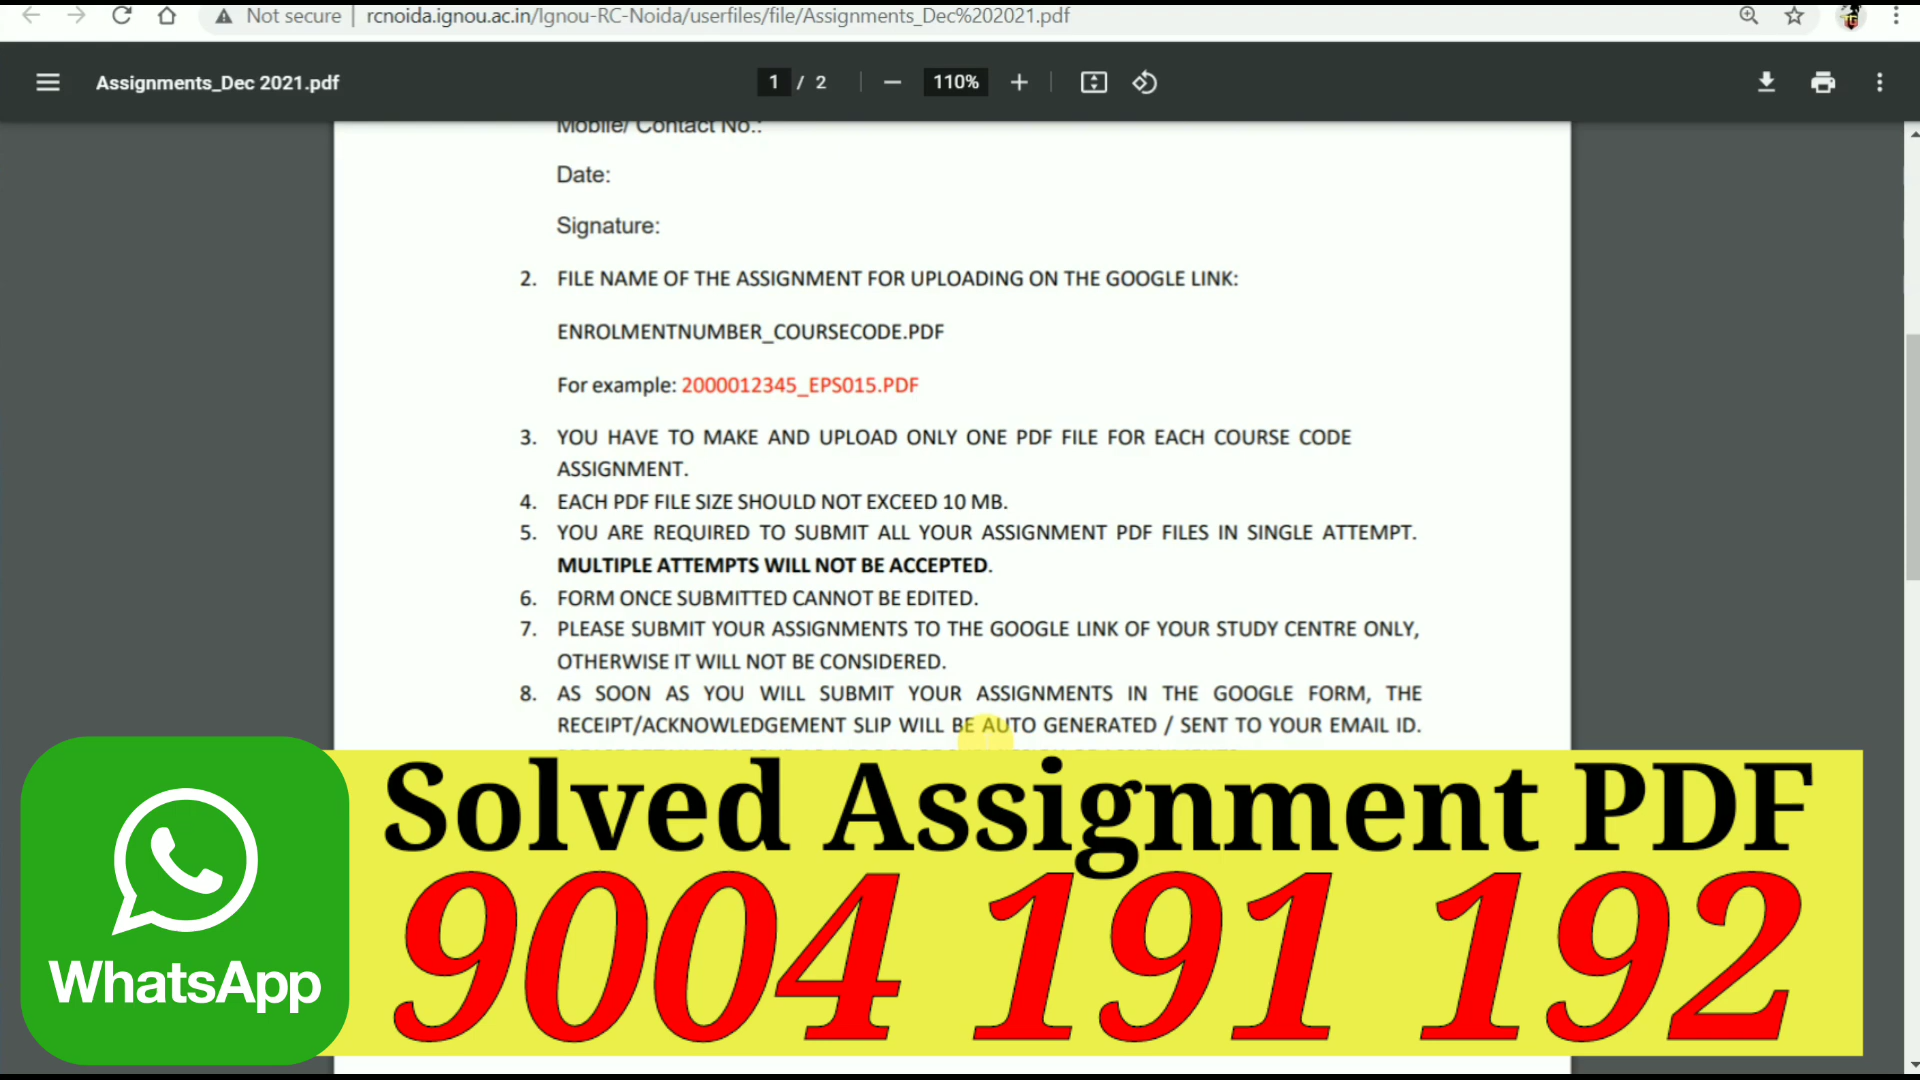 Not secure
rcnoida.ignou.ac.in/Ignou-RC-Noida/userfiles/file/Assignments_Dec%202021.pdf
Assignments_Dec 2021.pdf
1 / 2
110%
Mobile/ Contact No.:
Date:
Signature:
2. FILE NAME OF THE ASSIGNMENT FOR UPLOADING ON THE GOOGLE LINK:
ENROLMENTNUMBER_COURSECODE.PDF
For example: 2000012345_EPS015.PDF
3. YOU HAVE TO MAKE AND UPLOAD ONLY ONE PDF FILE FOR EACH COURSE CODE
ASSIGNMENT.
4. EACH PDF FILE SIZE SHOULD NOT EXCEED 10 MB.
5. YOU ARE REQUIRED TO SUBMIT ALL YOUR ASSIGNMENT PDF FILES IN SINGLE ATTEMPT.
MULTIPLE ATTEMPTS WILL NOT BE ACCEPTED.
6. FORM ONCE SUBMITTED CANNOT BE EDITED.
7. PLEASE SUBMIT YOUR ASSIGNMENTS TO THE GOOGLE LINK OF YOUR STUDY CENTRE ONLY,
OTHERWISE IT WILL NOT BE CONSIDERED.
8. AS SOON AS YOU WILL SUBMIT YOUR ASSIGNMENTS IN THE GOOGLE FORM, THE
RECEIPT/ACKNOWLEDGEMENT SLIP WILL BE AUTO GENERATED / SENT TO YOUR EMAIL ID.
Solved Assignment PDF
9004 191 192
WhatsApp